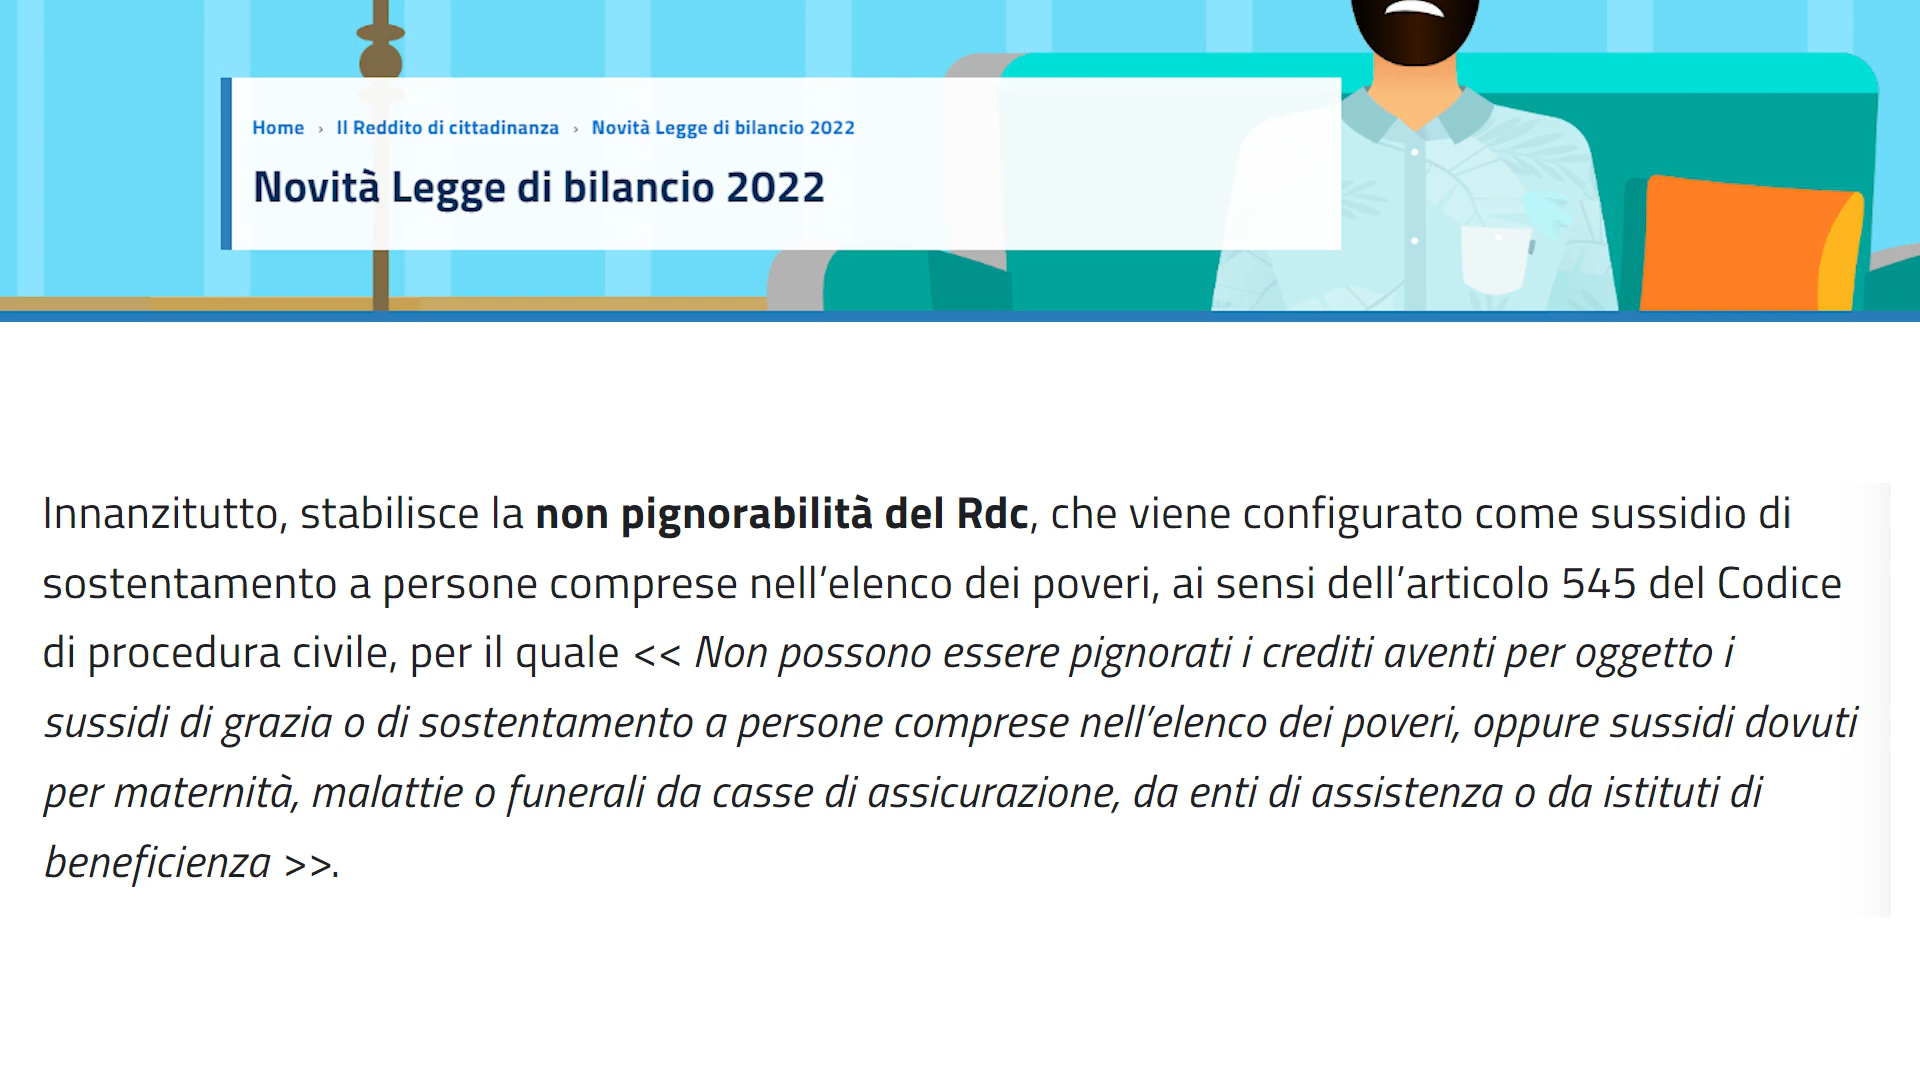 Home › Il Reddito di cittadinanza › Novità Legge di bilancio 2022
Novità Legge di bilancio 2022
Innanzitutto, stabilisce la non pignorabilità del Rdc, che viene configurato come sussidio di
sostentamento a persone comprese nell’elenco dei poveri, ai sensi dell’articolo 545 del Codice
di procedura civile, per il quale << Non possono essere pignorati i crediti aventi per oggetto i
sussidi di grazia o di sostentamento a persone comprese nell’elenco dei poveri, oppure sussidi dovuti
per maternità, malattie o funerali da casse di assicurazione, da enti di assistenza o da istituti di
beneficienza >>.